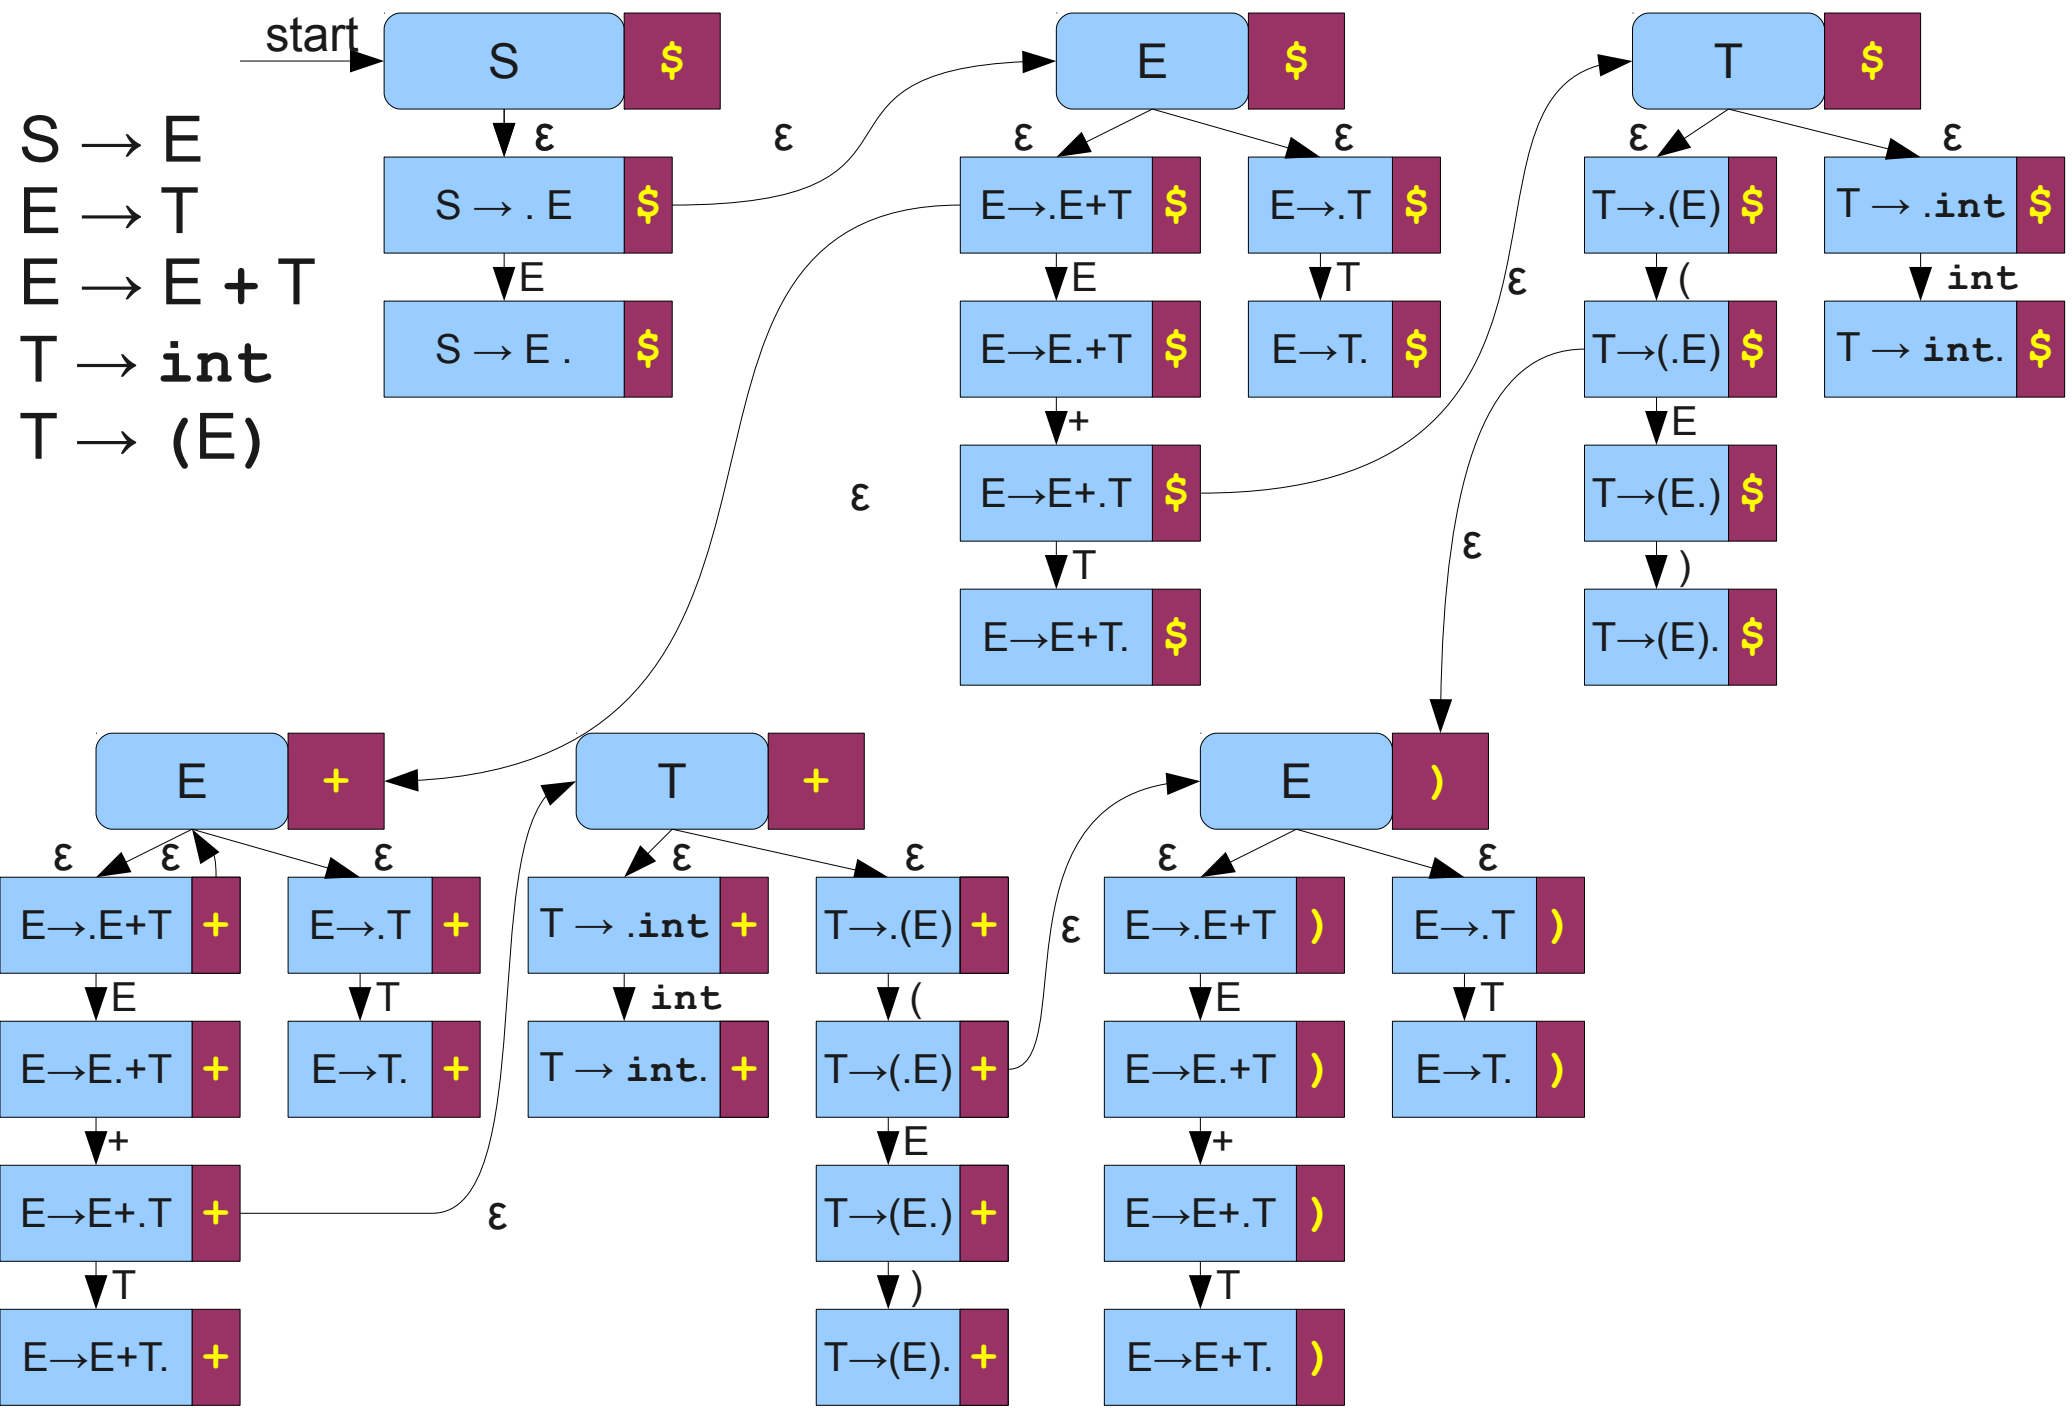 start
S $
E $
T $
S → E
E → T
E → E + T
T → int
T → (E)
ε
ε
ε
ε
ε
ε
S → . E $
E→.E+T $
E→.T $
T→.(E) $
T → .int $
E
E
T
ε
(
int
S → E . $
E→E.+T $
E→T. $
T→(.E) $
T → int. $
+
E
ε
E→E+.T $
T→(E.) $
ε
T
)
E→E+T. $
T→(E). $
E +
T +
E )
ε
ε
ε
ε
ε
ε
ε
E→.E+T +
E→.T +
T → .int +
T→.(E) +
ε
E→.E+T )
E→.T )
E
T
int
(
E
T
E→E.+T +
E→T. +
T → int. +
T→(.E) +
E→E.+T )
E→T. )
+
E
+
E→E+.T +
ε
T→(E.) +
E→E+.T )
T
)
T
E→E+T. +
T→(E). +
E→E+T. )